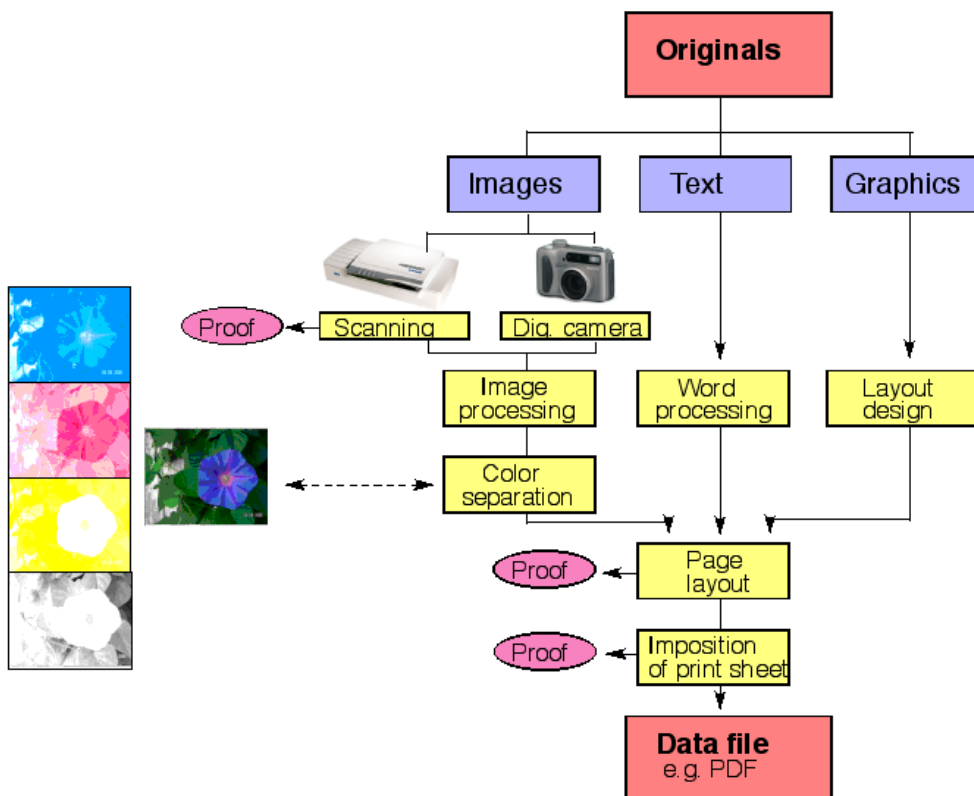 Originals
Images
Text
Graphics
Proof
Scanning
Dig. camera
Image
processing
Word
processing
Layout
design
Color
separation
Proof
Page
layout
Proof
Imposition
of print sheet
Data file
e.g. PDF